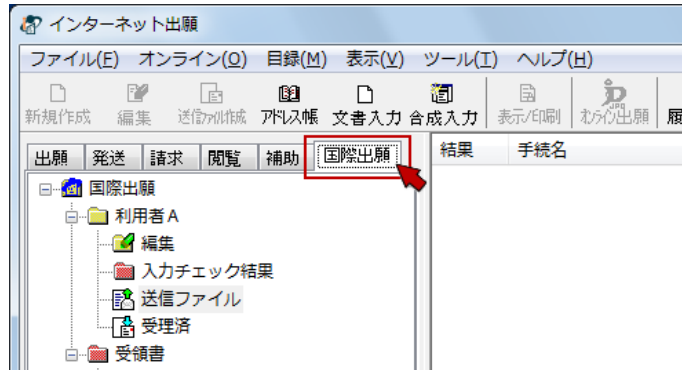 インターネット出願
ファイル(F) オンライン(O) 目録(M) 表示(V) ツール(T) ヘルプ(H)
新規作成 編集 送信ファイル作成 アドレス帳 文書入力 合成入力 表示/印刷 オンライン出願 履
出願 発送 請求 閲覧 補助 国際出願 結果 手続名
国際出願
利用者A
編集
入力チェック結果
送信ファイル
受理済
受領書